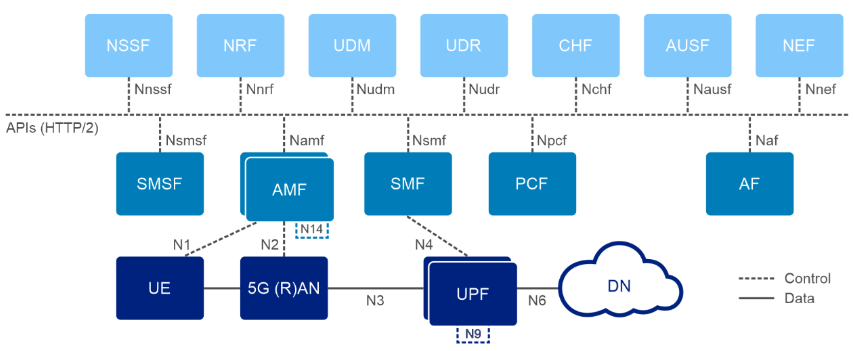 NSSF NRF UDM UDR CHF AUSF NEF
Nnssf Nnrf Nudm Nudr Nchf Nausf Nnef
APIs (HTTP/2)
Nsmsf Namf Nsmf Npcf Naf
SMSF AMF SMF PCF AF
N14
N1 N2 N4
UE 5G (R)AN UPF DN
N3 N6
N9
Control
Data